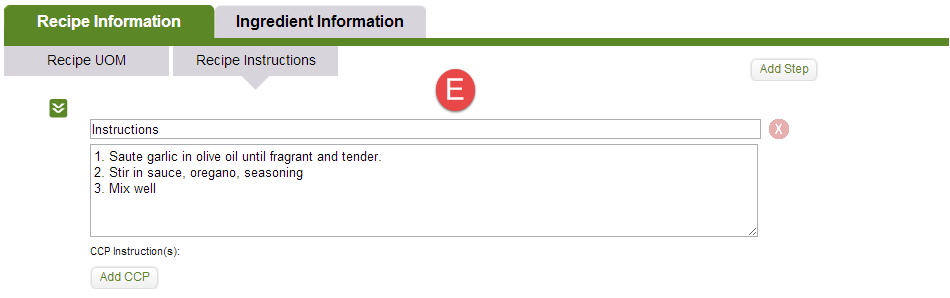 Recipe Information
Ingredient Information
Recipe UOM
Recipe Instructions
Add Step
E
Instructions
X
1. Saute garlic in olive oil until fragrant and tender.
2. Stir in sauce, oregano, seasoning
3. Mix well
CCP Instruction(s):
Add CCP